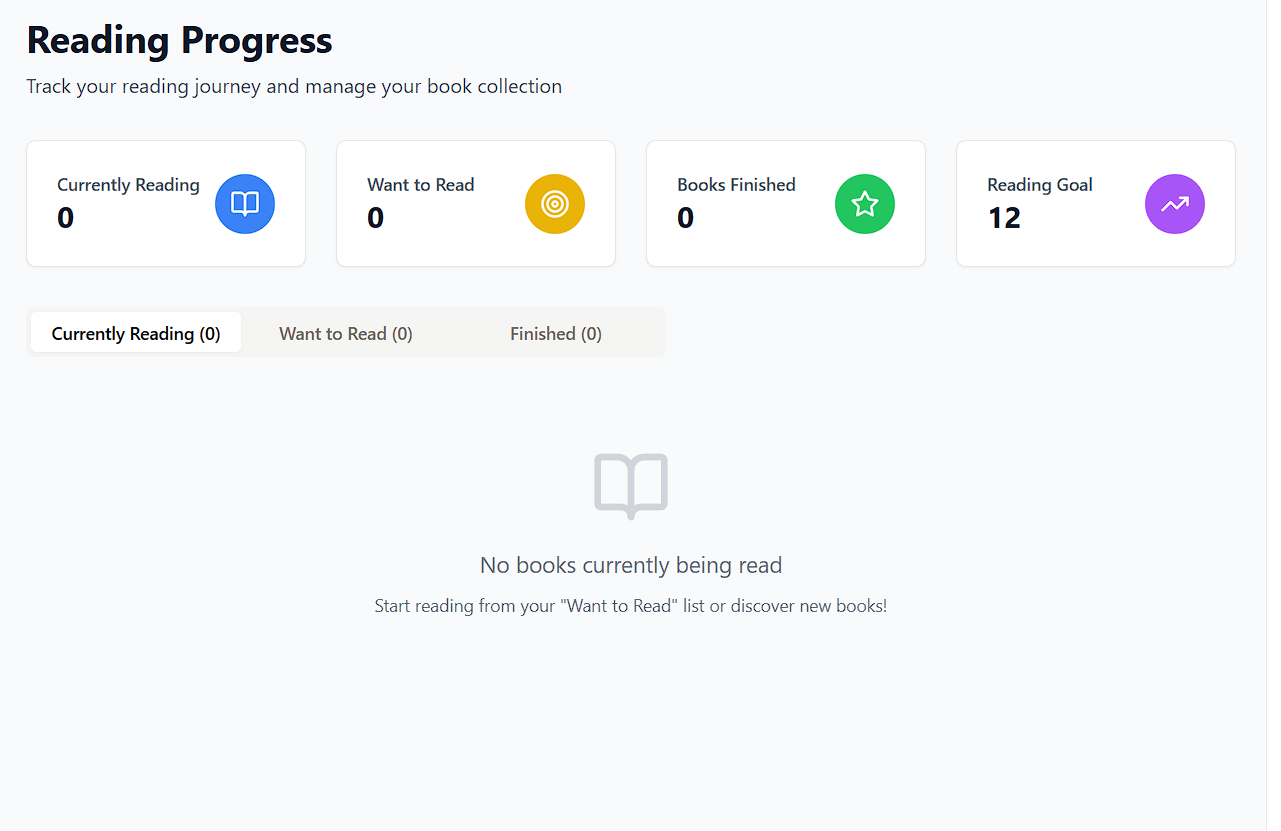 Reading Progress
Track your reading journey and manage your book collection
Currently Reading
0
Want to Read
0
Books Finished
0
Reading Goal
12
Currently Reading (0)
Want to Read (0)
Finished (0)
No books currently being read
Start reading from your "Want to Read" list or discover new books!